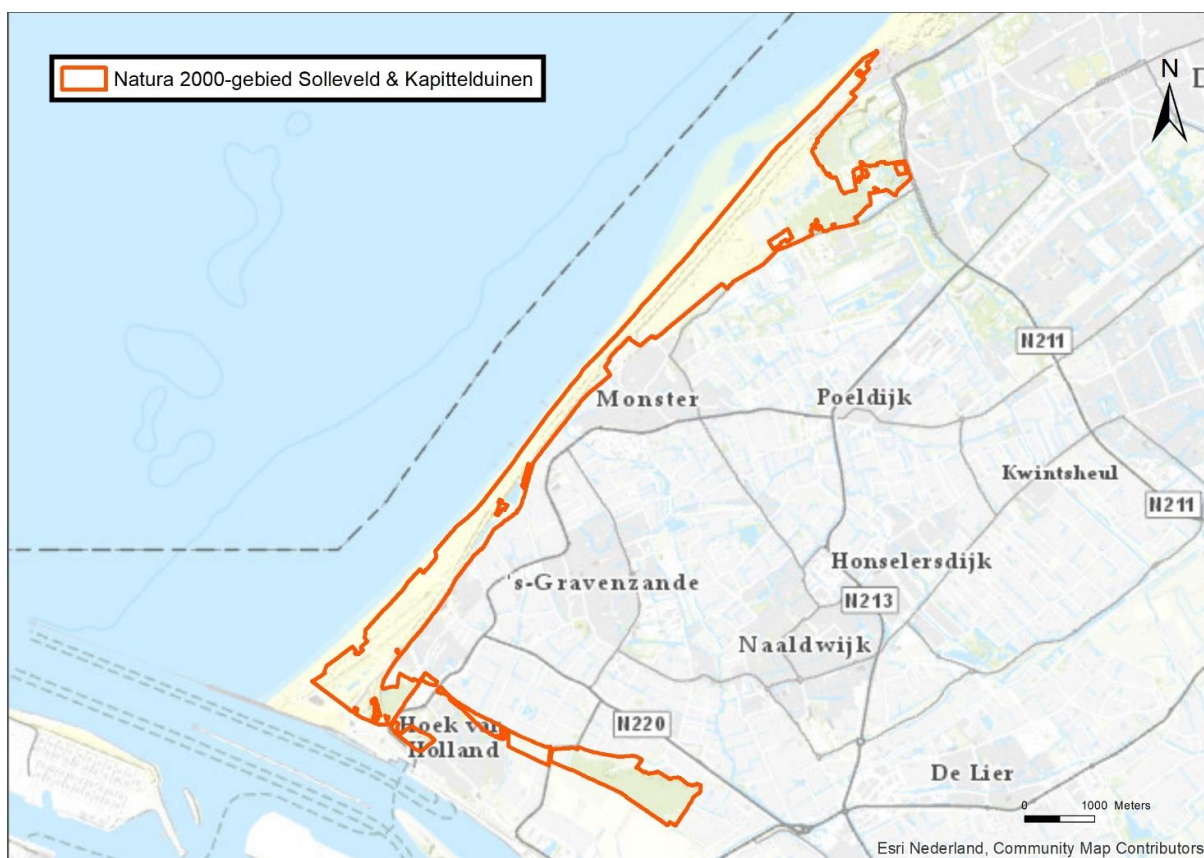 Natura 2000-gebied Solleveld & Kapittelduinen
N
D
N211
Monster
Poeldijk
Kwintsheul
N211
Honselersdijk
's-Gravenzande
N213
Naaldwijk
Hoek van
Holland
N220
De Lier
0 1000 Meters
Esri Nederland, Community Map Contributors